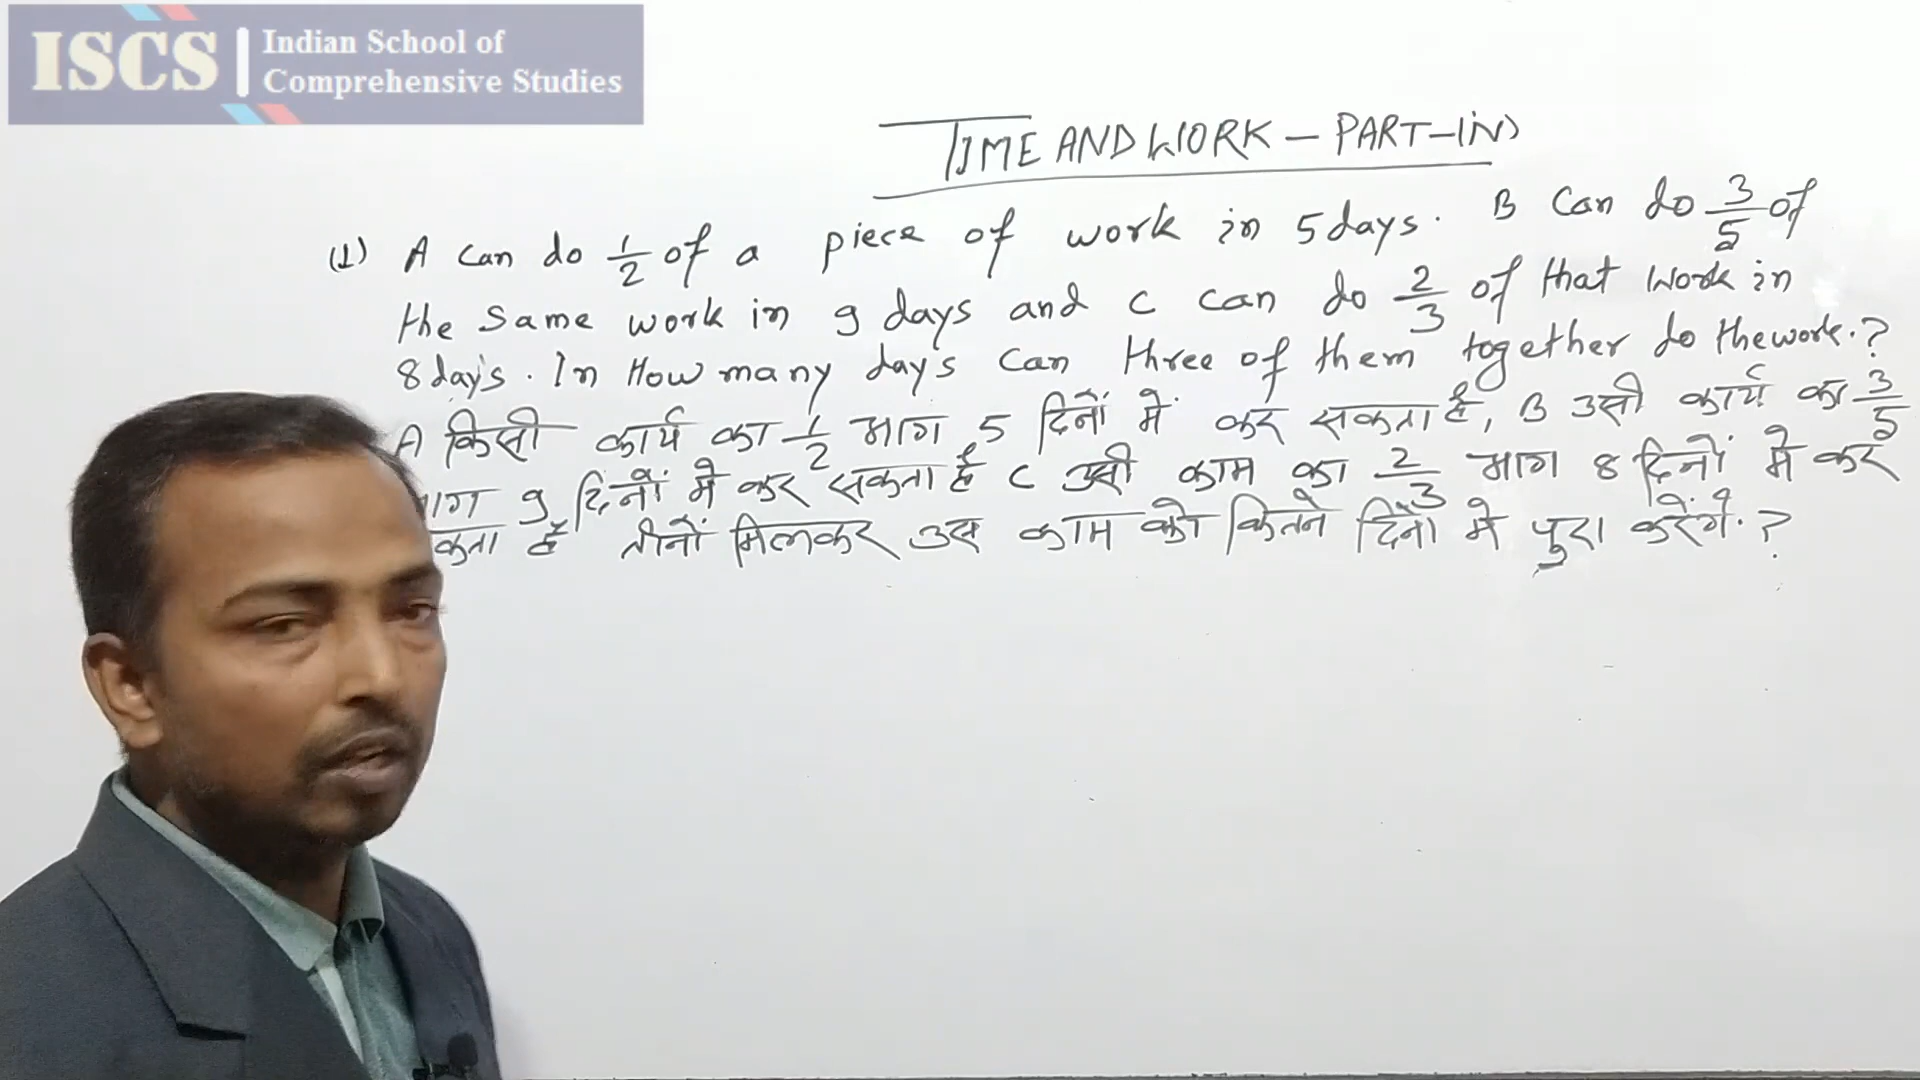 ISCS | Indian School of
Comprehensive Studies
TIME AND WORK - PART-
(1) A can do 1/2 of a piece of work in 5 days. B Can do 3/5 of
the Same work in 9 days and C can do 2/3 of that Work in
8 days. In How many days Can three of them together do the work.?
A किसी कार्य का 1/2 भाग 5 दिनों में कर सकता है, B उसी कार्य का 3/5
भाग 9 दिनों में कर सकता है C उसी काम का 2/3 भाग 8 दिनों में कर
सकता है तीनों मिलकर उस काम को कितने दिनों में पुरा करेंगे.?